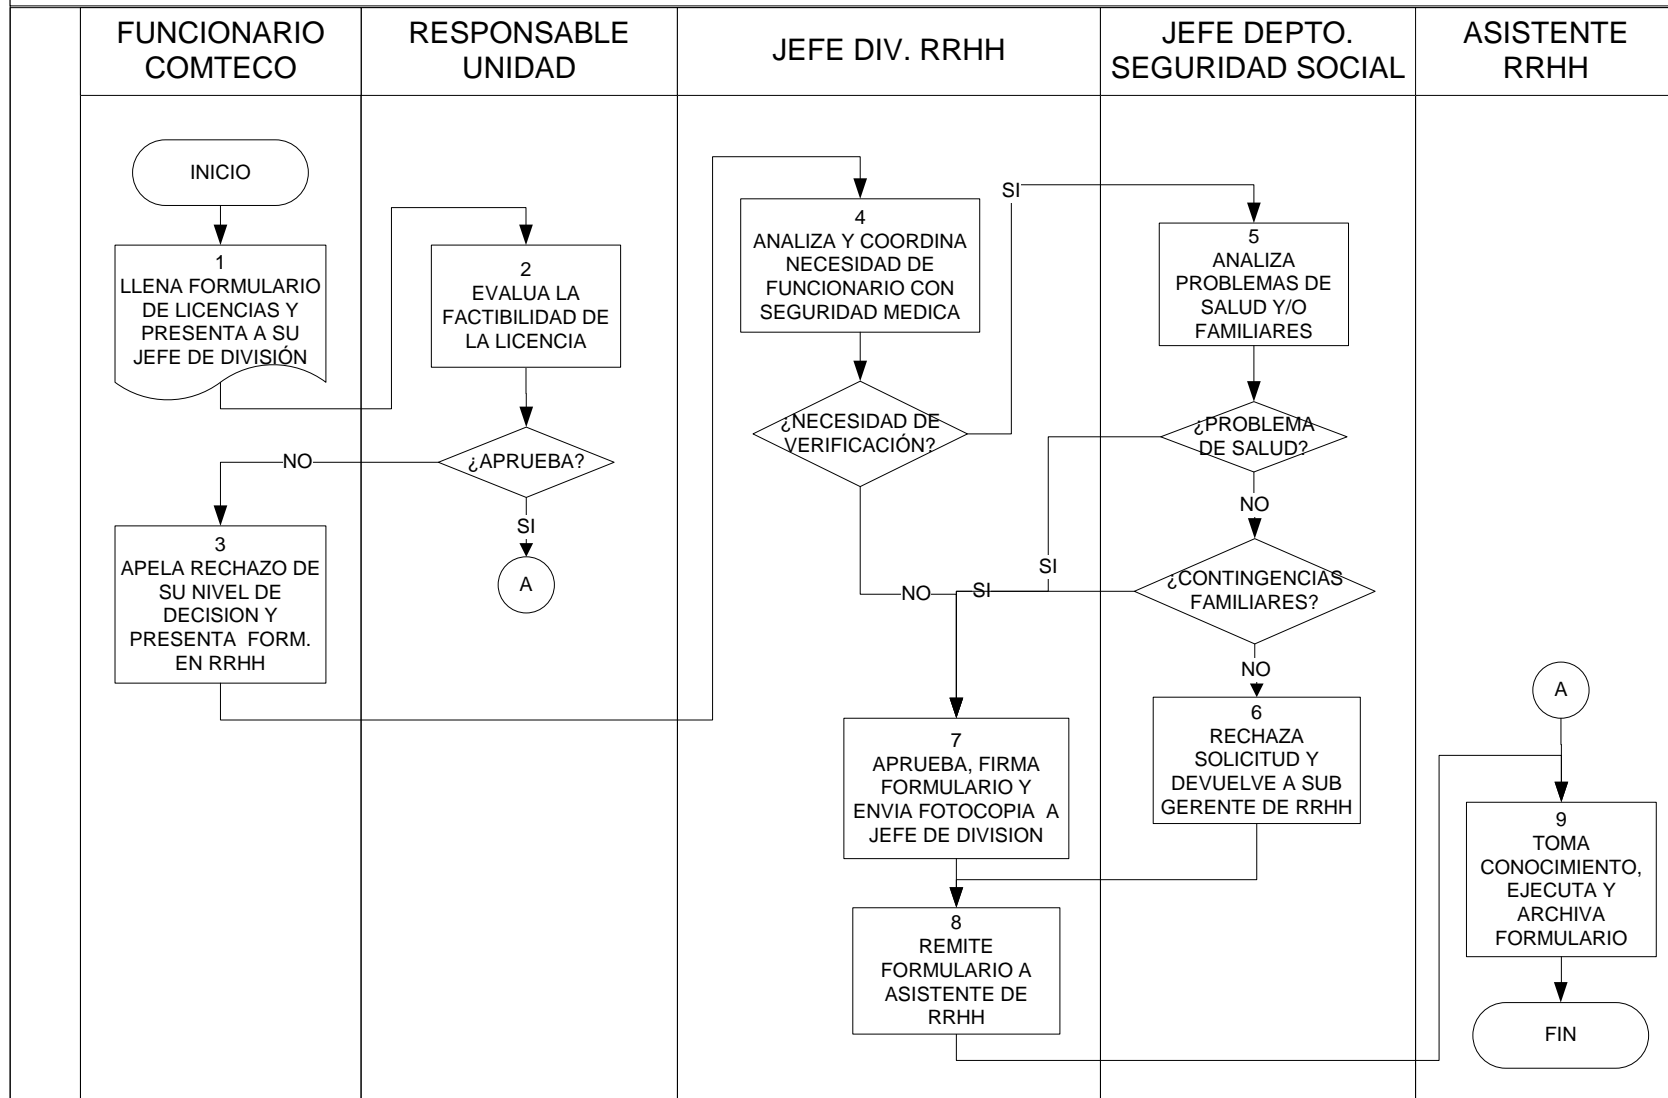 FUNCIONARIO
COMTECO
RESPONSABLE
UNIDAD
JEFE DIV. RRHH
JEFE DEPTO.
SEGURIDAD SOCIAL
ASISTENTE
RRHH
INICIO
1
LLENA FORMULARIO
DE LICENCIAS Y
PRESENTA A SU
JEFE DE DIVISIÓN
2
EVALUA LA
FACTIBILIDAD DE
LA LICENCIA
¿APRUEBA?
NO
SI
A
3
APELA RECHAZO DE
SU NIVEL DE
DECISION Y
PRESENTA FORM.
EN RRHH
4
ANALIZA Y COORDINA
NECESIDAD DE
FUNCIONARIO CON
SEGURIDAD MEDICA
¿NECESIDAD DE
VERIFICACIÓN?
SI
NO
5
ANALIZA
PROBLEMAS DE
SALUD Y/O
FAMILIARES
¿PROBLEMA
DE SALUD?
SI
NO
¿CONTINGENCIAS
FAMILIARES?
SI
NO
6
RECHAZA
SOLICITUD Y
DEVUELVE A SUB
GERENTE DE RRHH
7
APRUEBA, FIRMA
FORMULARIO Y
ENVIA FOTOCOPIA A
JEFE DE DIVISION
8
REMITE
FORMULARIO A
ASISTENTE DE
RRHH
A
9
TOMA
CONOCIMIENTO,
EJECUTA Y
ARCHIVA
FORMULARIO
FIN